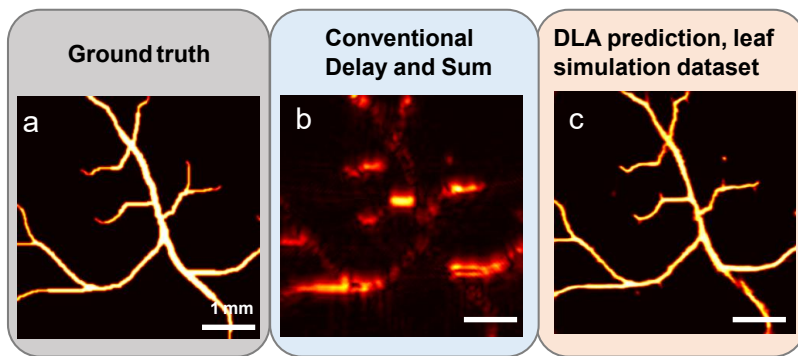 Ground truth
Conventional
Delay and Sum
DLA prediction, leaf
simulation dataset
a
b
c
1 mm